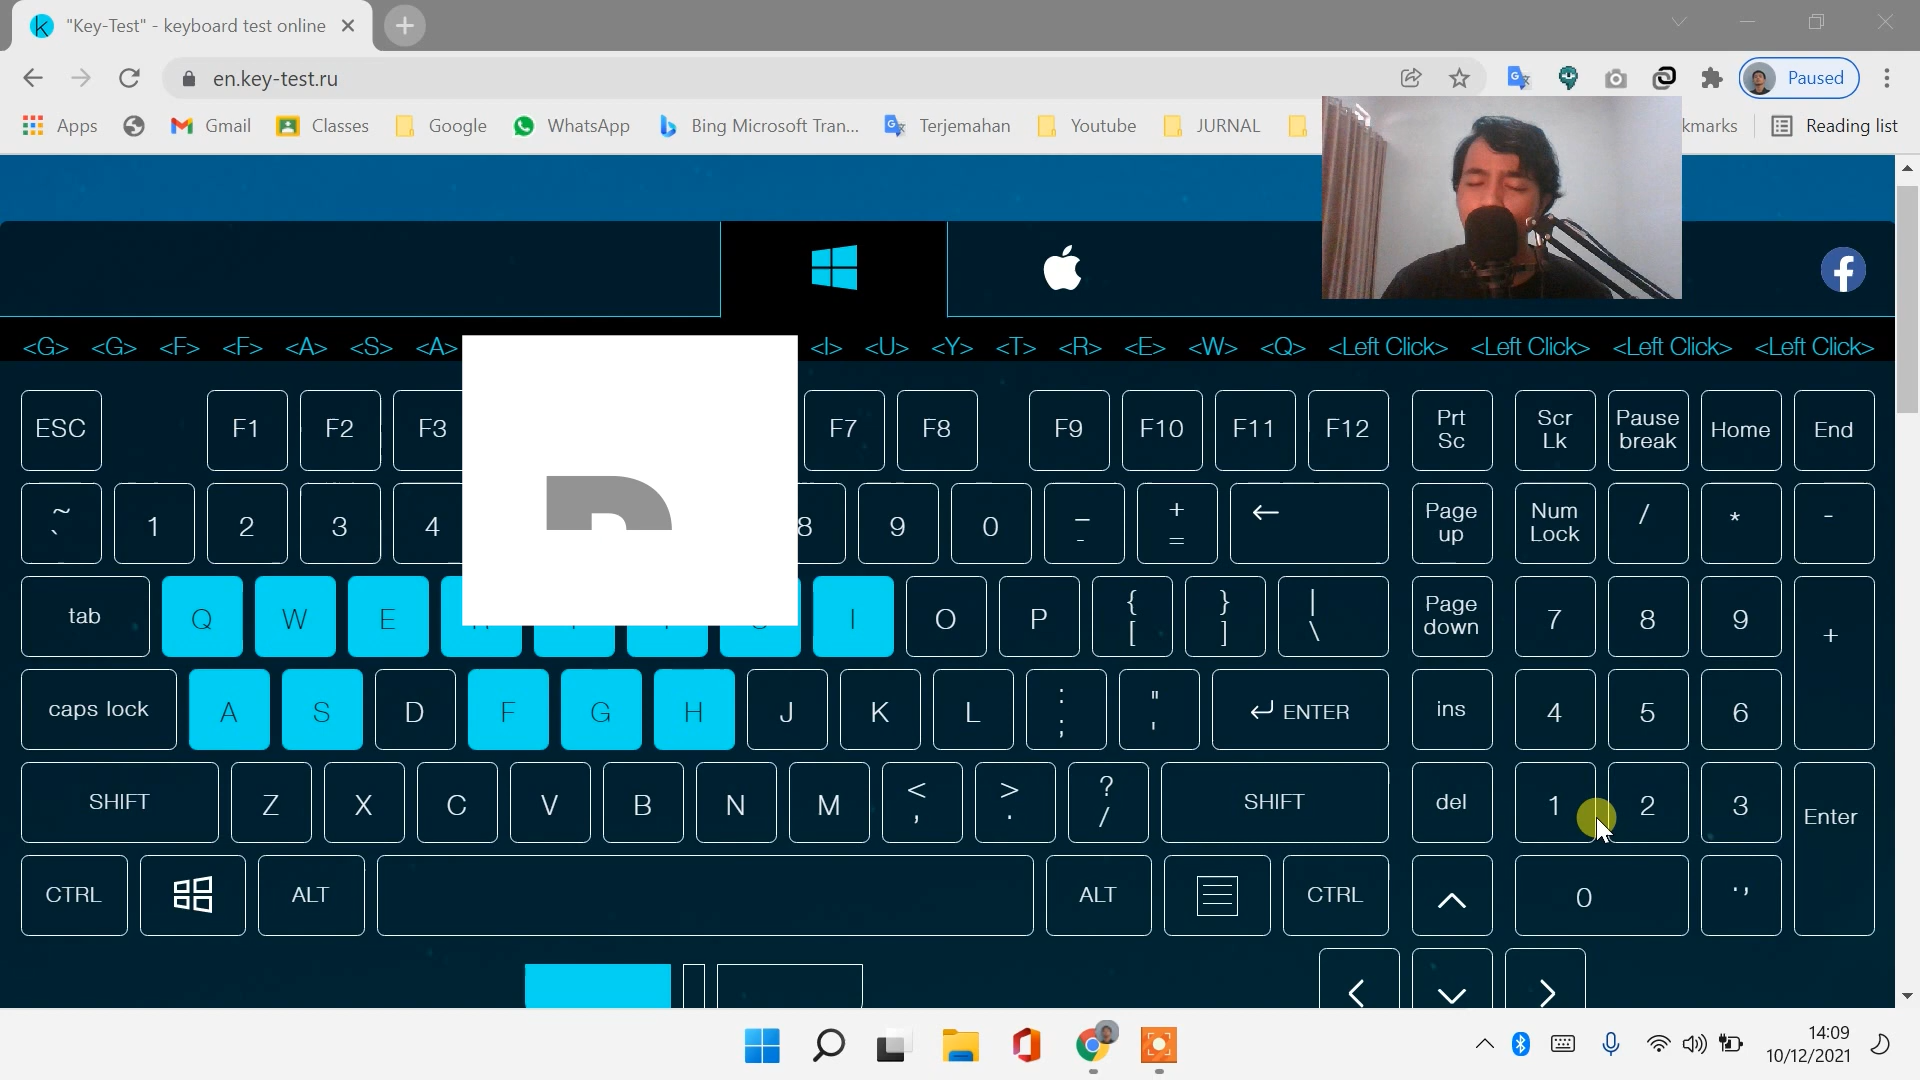 "Key-Test" - keyboard test online
en.key-test.ru
Paused
Apps
Gmail
Classes
Google
WhatsApp
Bing Microsoft Tran...
Terjemahan
Youtube
JURNAL
kmarks
Reading list
<G> <G> <F> <F> <A> <S> <A> <I> <U> <Y> <T> <R> <E> <W> <Q> <Left Click> <Left Click> <Left Click> <Left Click>
ESC F1 F2 F3 F7 F8 F9 F10 F11 F12 Prt Sc Scr Lk Pause break Home End
~ ` 1 2 3 4 8 9 0 _ - + = ← Page up Num Lock / * -
tab Q W E I O P { [ } ] | \ Page down 7 8 9 +
caps lock A S D F G H J K L : ; " ' ↵ ENTER ins 4 5 6
SHIFT Z X C V B N M < , > . ? / SHIFT del 1 2 3 Enter
CTRL ALT ALT CTRL 0 . ,
14:09
10/12/2021